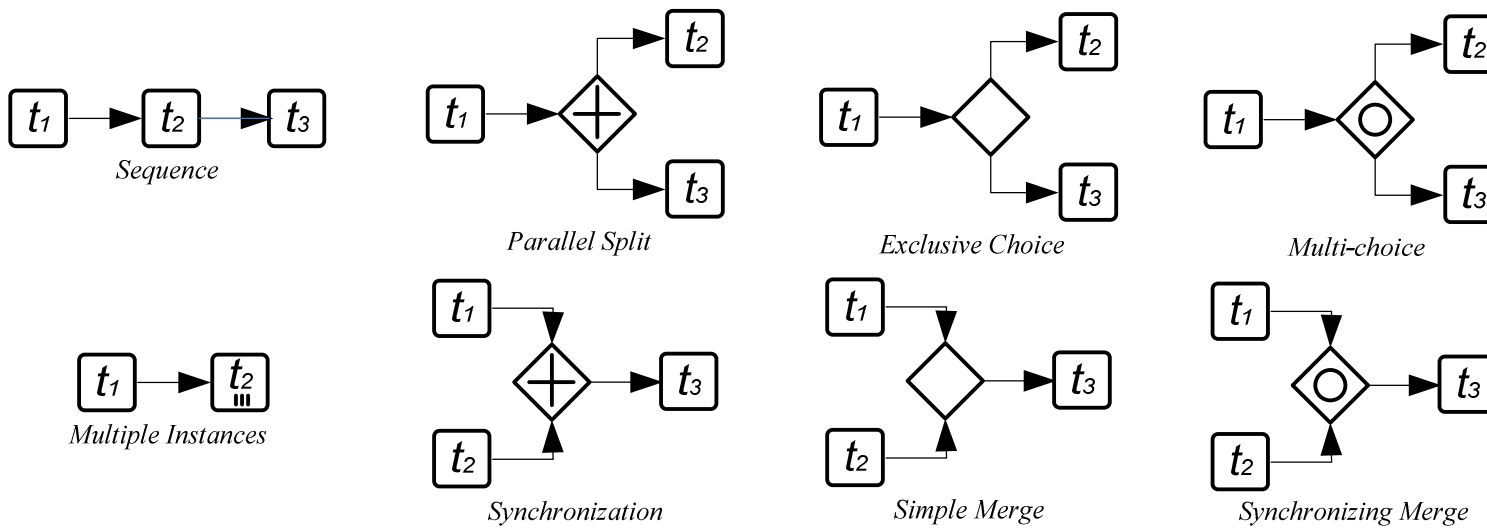 t1 t2 t3
Sequence
t1 t2 t3
Parallel Split
t1 t2 t3
Exclusive Choice
t1 t2 t3
Multi-choice
t1 t2
Multiple Instances
t1 t2 t3
Synchronization
t1 t2 t3
Simple Merge
t1 t2 t3
Synchronizing Merge